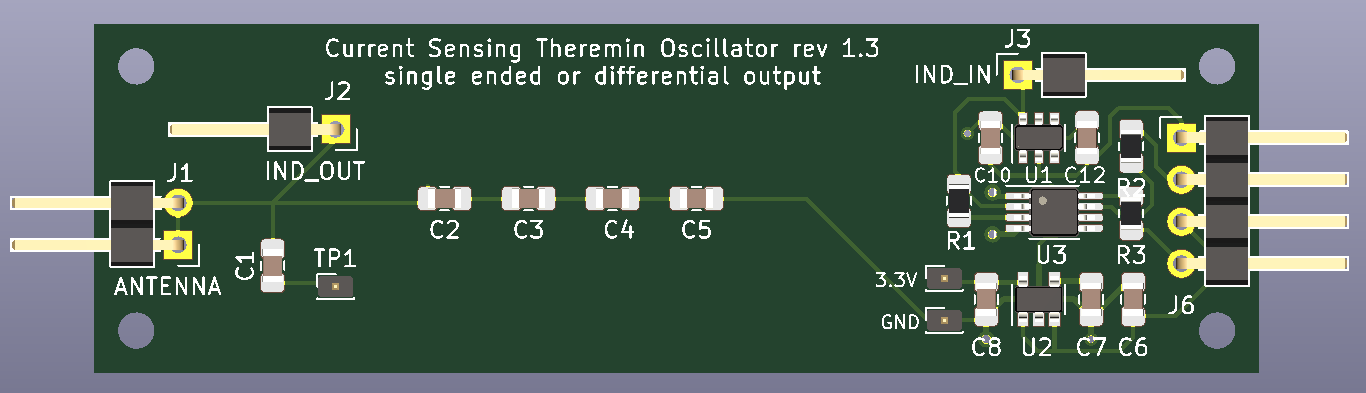 Current Sensing Theremin Oscillator rev 1.3
single ended or differential output
J3
IND_IN
J2
IND_OUT
J1
ANTENNA
C1
TP1
C2
C3
C4
C5
C10
U1
C12
R2
R1
U3
R3
3.3V
GND
C8
U2
C7
C6
J6